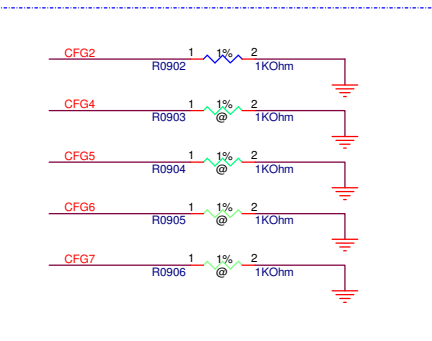 CFG2 1 1% 2
R0902 1KOhm
CFG4 1 1% 2
R0903 @ 1KOhm
CFG5 1 1% 2
R0904 @ 1KOhm
CFG6 1 1% 2
R0905 @ 1KOhm
CFG7 1 1% 2
R0906 @ 1KOhm